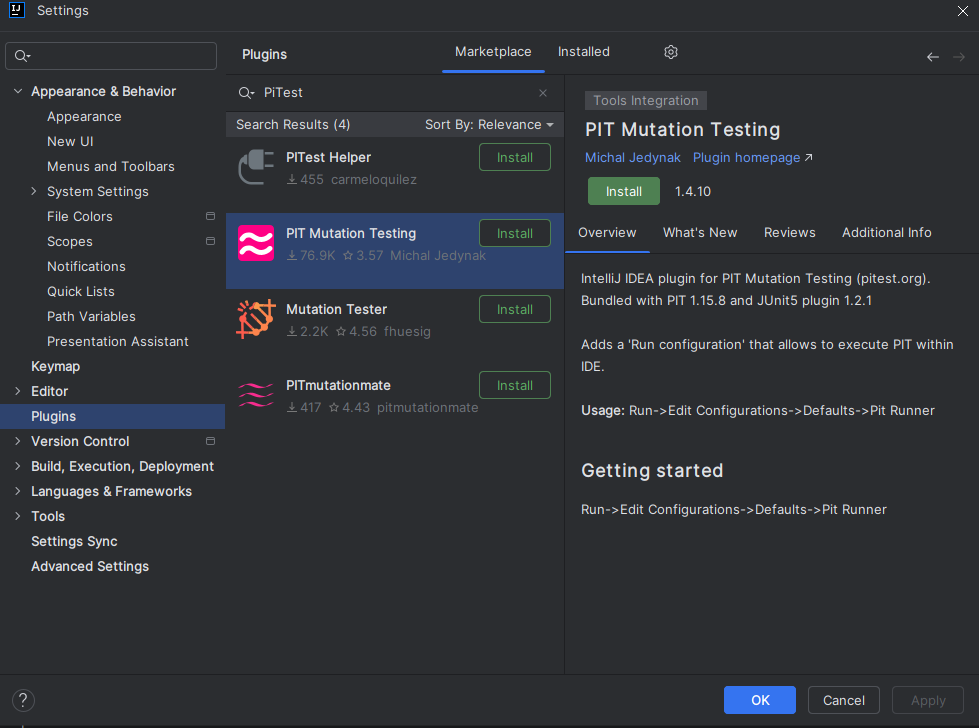 IJ
Settings
Appearance & Behavior
Appearance
New UI
Menus and Toolbars
System Settings
File Colors
Scopes
Notifications
Quick Lists
Path Variables
Presentation Assistant
Keymap
Editor
Plugins
Version Control
Build, Execution, Deployment
Languages & Frameworks
Tools
Settings Sync
Advanced Settings
Plugins
Marketplace
Installed
PiTest
Search Results (4)
Sort By: Relevance
PITest Helper
Install
455 carmeloquilez
PIT Mutation Testing
Install
76.9K 3.57 Michal Jedynak
Mutation Tester
Install
2.2K 4.56 fhuesig
PITmutationmate
Install
417 4.43 pitmutationmate
Tools Integration
PIT Mutation Testing
Michal Jedynak Plugin homepage
Install 1.4.10
Overview What's New Reviews Additional Info
IntelliJ IDEA plugin for PIT Mutation Testing (pitest.org).
Bundled with PIT 1.15.8 and JUnit5 plugin 1.2.1
Adds a 'Run configuration' that allows to execute PIT within
IDE.
Usage: Run->Edit Configurations->Defaults->Pit Runner
Getting started
Run->Edit Configurations->Defaults->Pit Runner
?
OK
Cancel
Apply